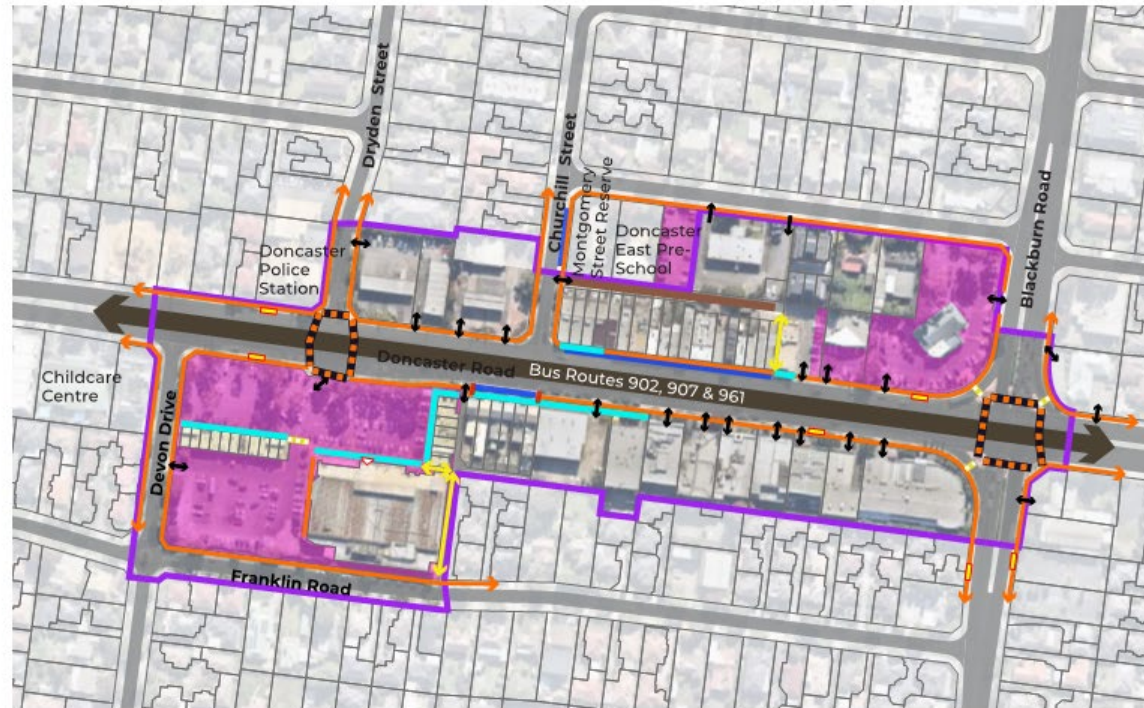 Dryden Street
Churchill Street
Montgomery
Street Reserve
Doncaster
East Pre-
School
Blackburn Road
Doncaster
Police
Station
Doncaster Road
Bus Routes 902, 907 & 961
Childcare
Centre
Devon Drive
Franklin Road